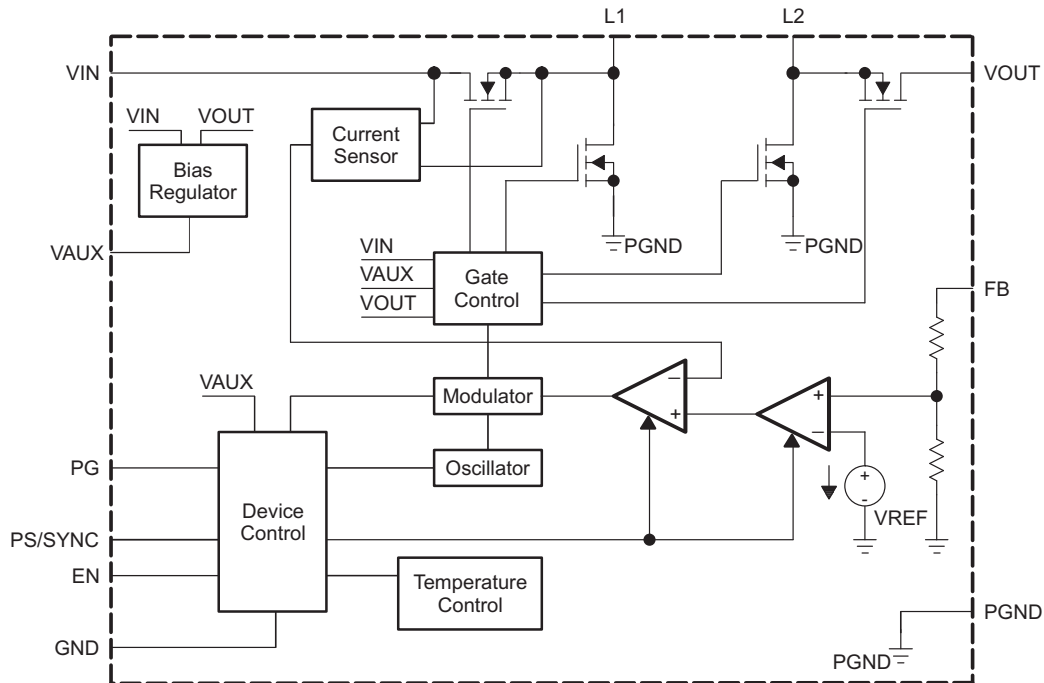 L1
L2
VIN
VOUT
VIN
VOUT
Current
Sensor
Bias
Regulator
VAUX
PGND
PGND
VIN
VAUX
VOUT
Gate
Control
FB
VAUX
Modulator
−
+
+
−
PG
Oscillator
+
-
VREF
Device
Control
PS/SYNC
EN
Temperature
Control
GND
PGND
PGND